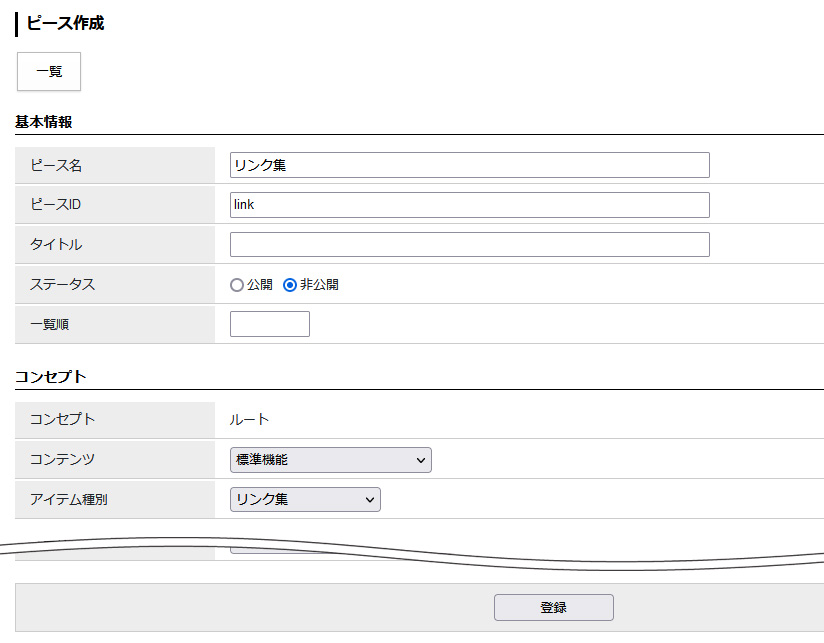 ピース作成
一覧
基本情報
ピース名 リンク集
ピースID link
タイトル
ステータス 公開 非公開
一覧順
コンセプト
コンセプト ルート
コンテンツ 標準機能
アイテム種別 リンク集
登録